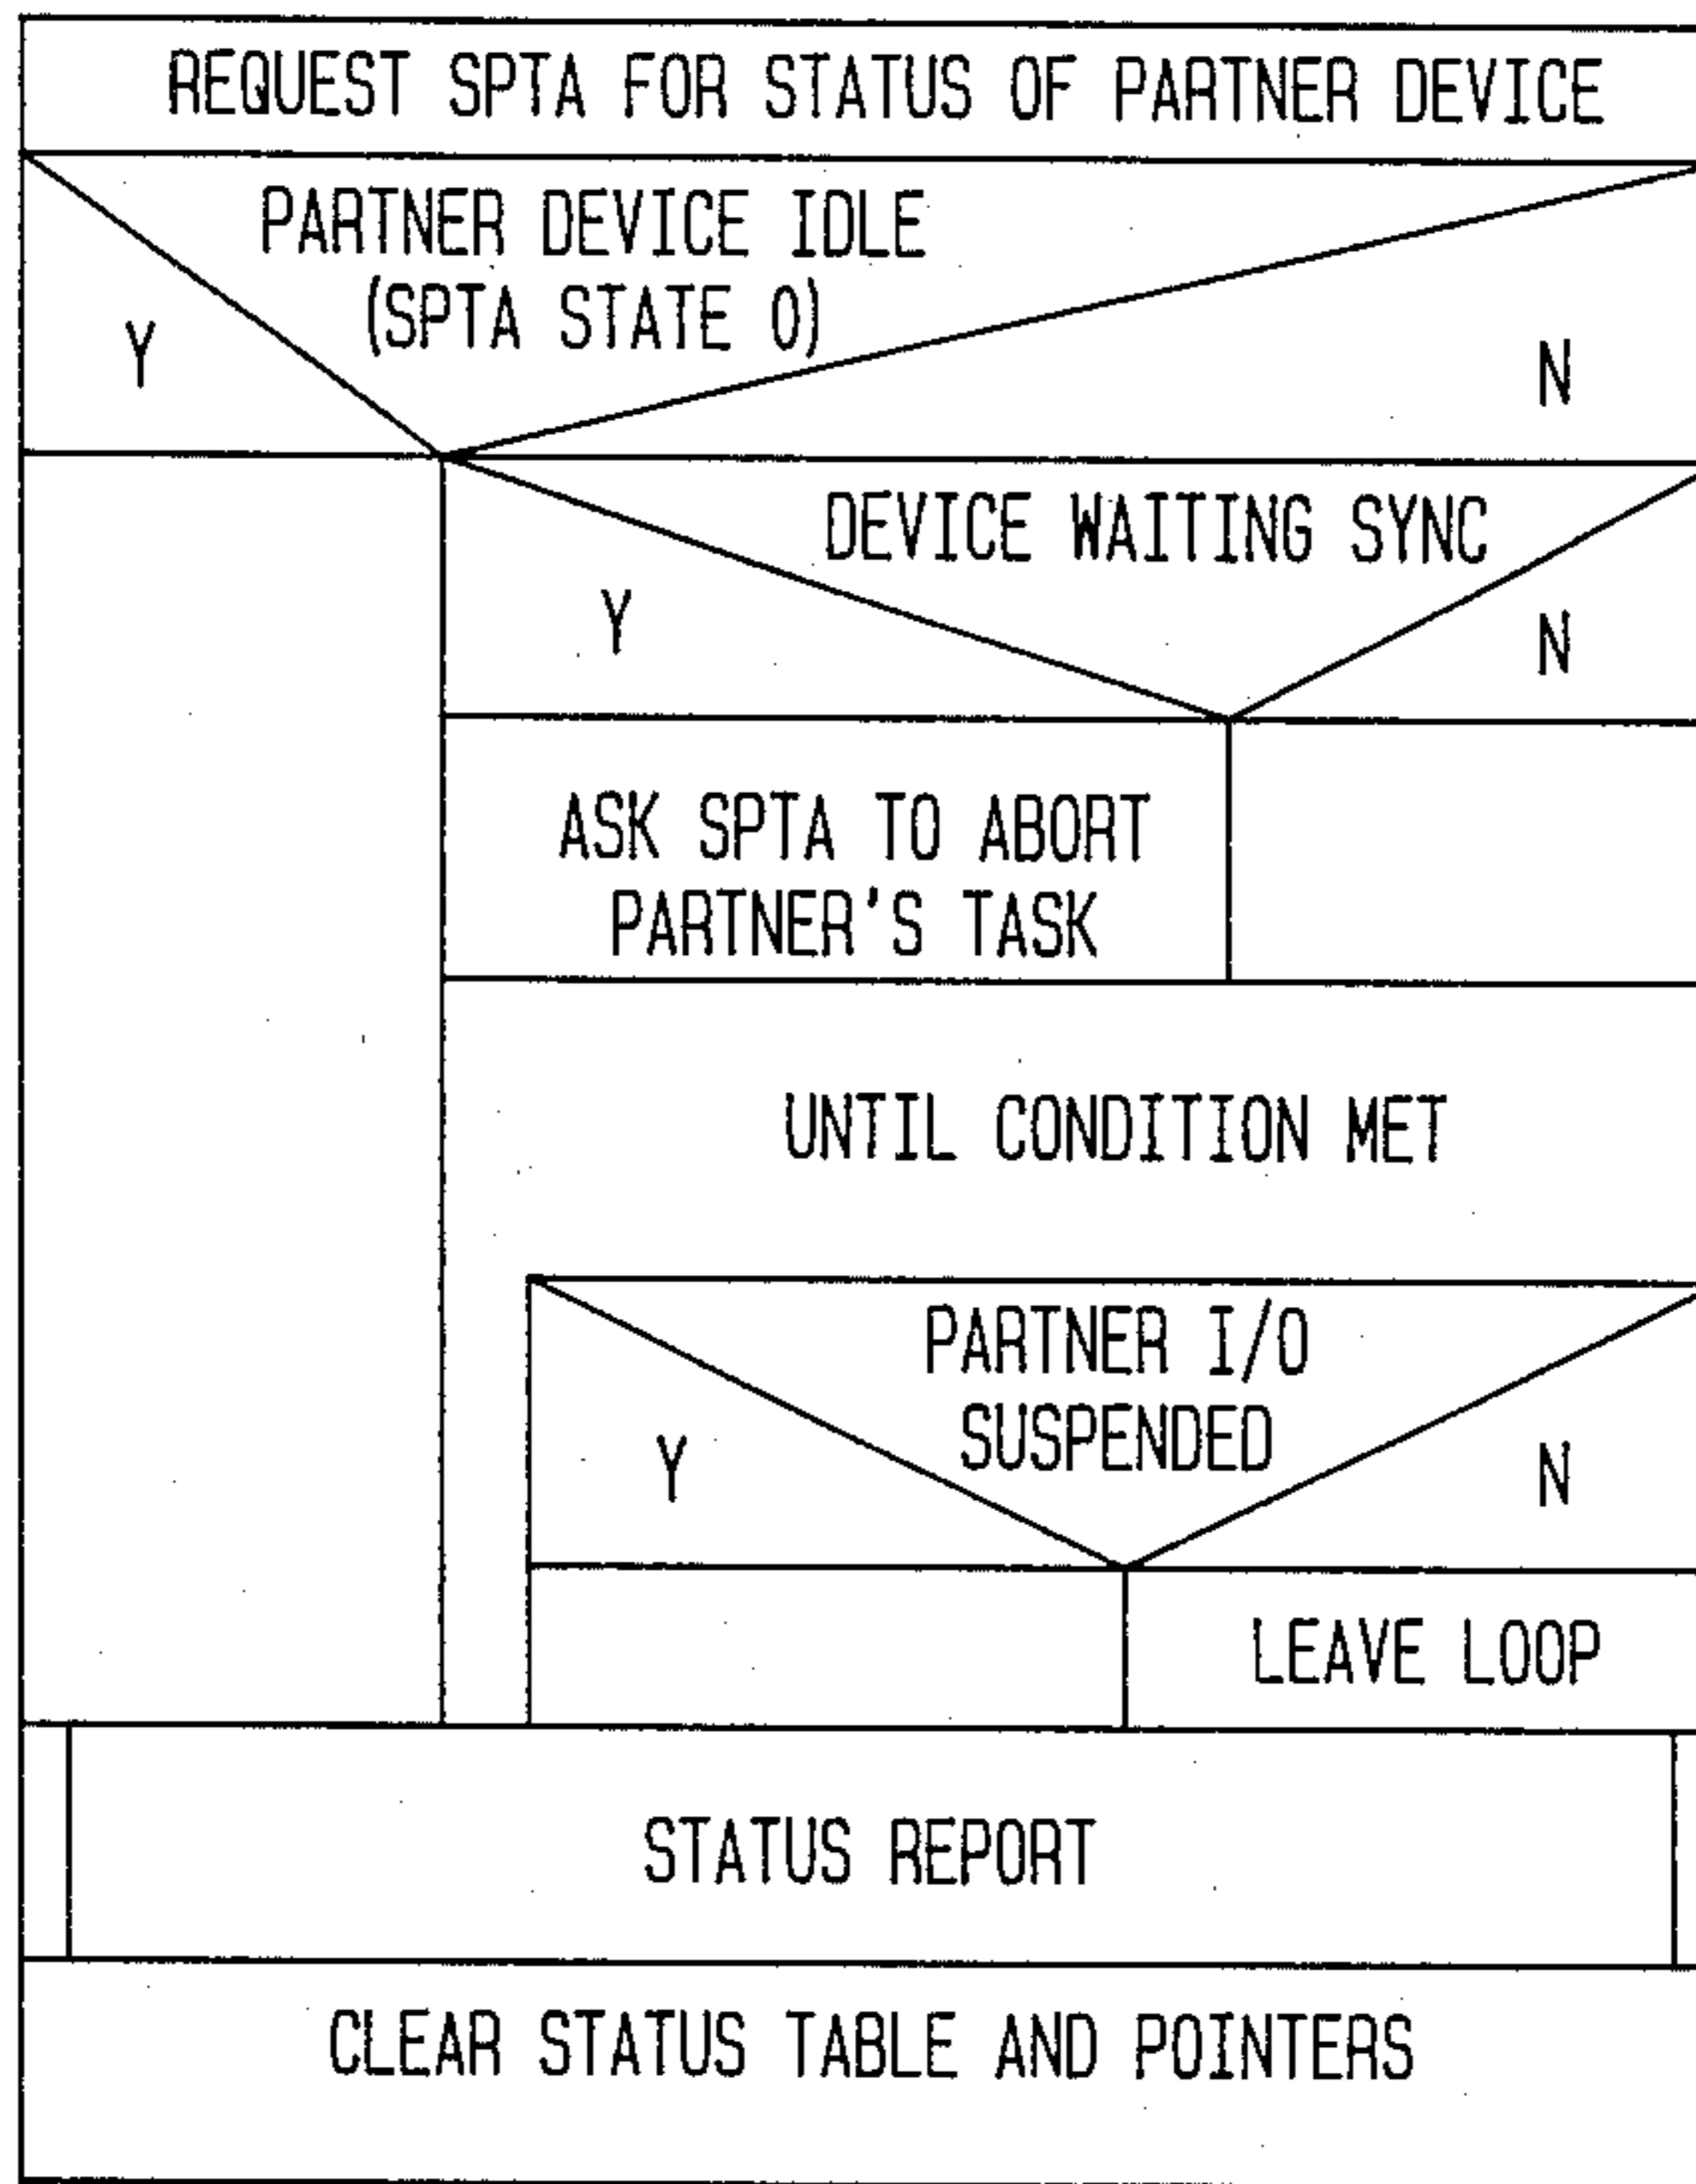 REQUEST SPTA FOR STATUS OF PARTNER DEVICE
PARTNER DEVICE IDLE
(SPTA STATE 0)
Y
N
DEVICE WAITING SYNC
Y
N
ASK SPTA TO ABORT
PARTNER'S TASK
UNTIL CONDITION MET
PARTNER I/O
SUSPENDED
Y
N
LEAVE LOOP
STATUS REPORT
CLEAR STATUS TABLE AND POINTERS